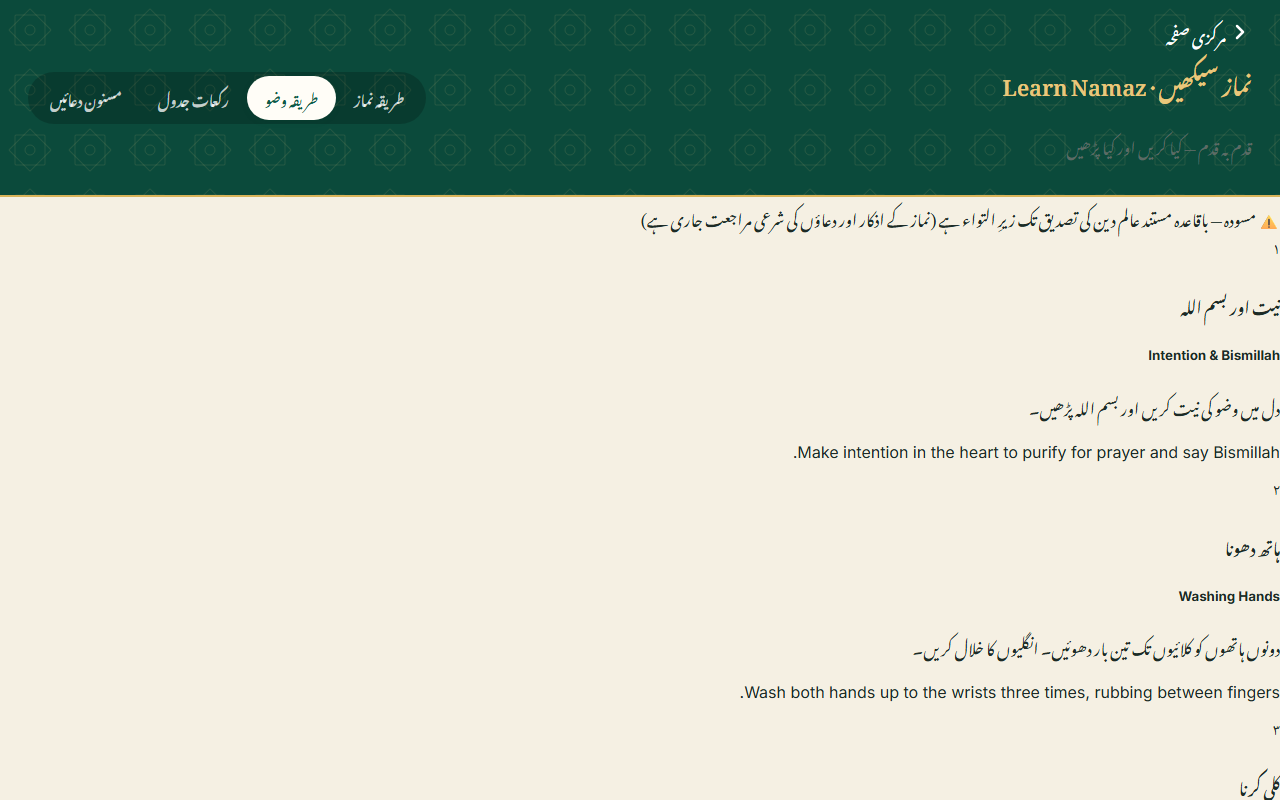 مرکزی صفحہ
نماز سیکھیں · Learn Namaz
طریقہ نماز
طریقہ وضو
رکعات جدول
مسنون دعائیں
قدم بہ قدم — کیا کریں اور کیا پڑھیں
⚠️ مسودہ — باقاعدہ مستند عالم دین کی تصدیق تک زیرِ التواء ہے (نماز کے اذکار اور دعاؤں کی شرعی مراجعت جاری ہے)
۱
نیت اور بسم اللہ
Intention & Bismillah
دل میں وضو کی نیت کریں اور بسم اللہ پڑھیں۔
Make intention in the heart to purify for prayer and say Bismillah.
۲
ہاتھ دھونا
Washing Hands
دونوں ہاتھوں کو کلائیوں تک تین بار دھوئیں۔ انگلیوں کا خلال کریں۔
Wash both hands up to the wrists three times, rubbing between fingers.
۳
کلی کرنا